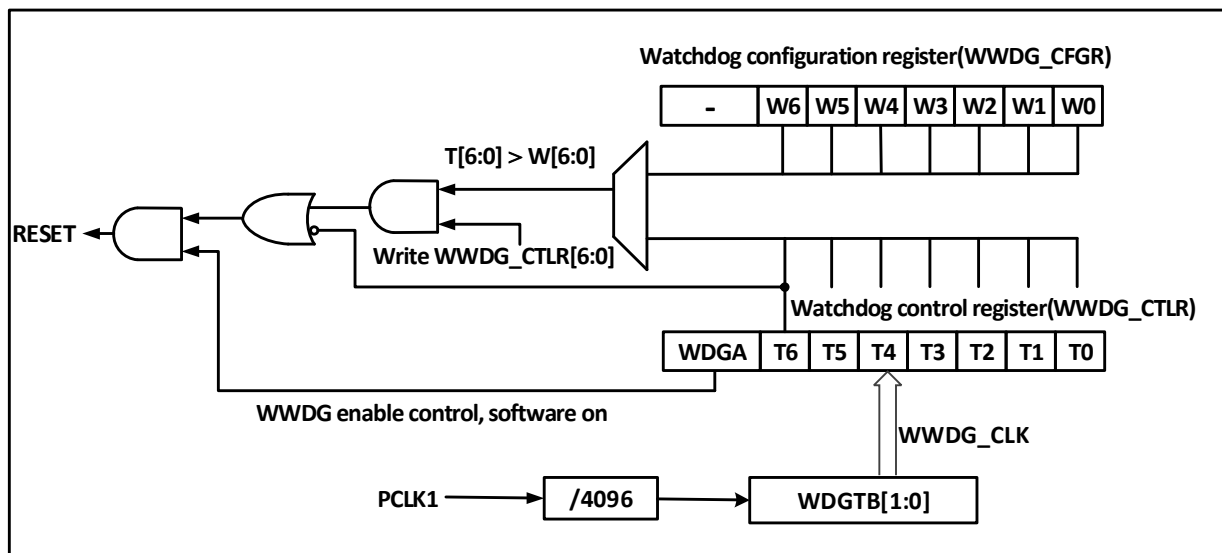 Watchdog configuration register(WWDG_CFGR)
- W6 W5 W4 W3 W2 W1 W0
T[6:0] > W[6:0]
RESET
Write WWDG_CTLR[6:0]
Watchdog control register(WWDG_CTLR)
WDGA T6 T5 T4 T3 T2 T1 T0
WWDG enable control, software on
WWDG_CLK
PCLK1 /4096 WDGTB[1:0]